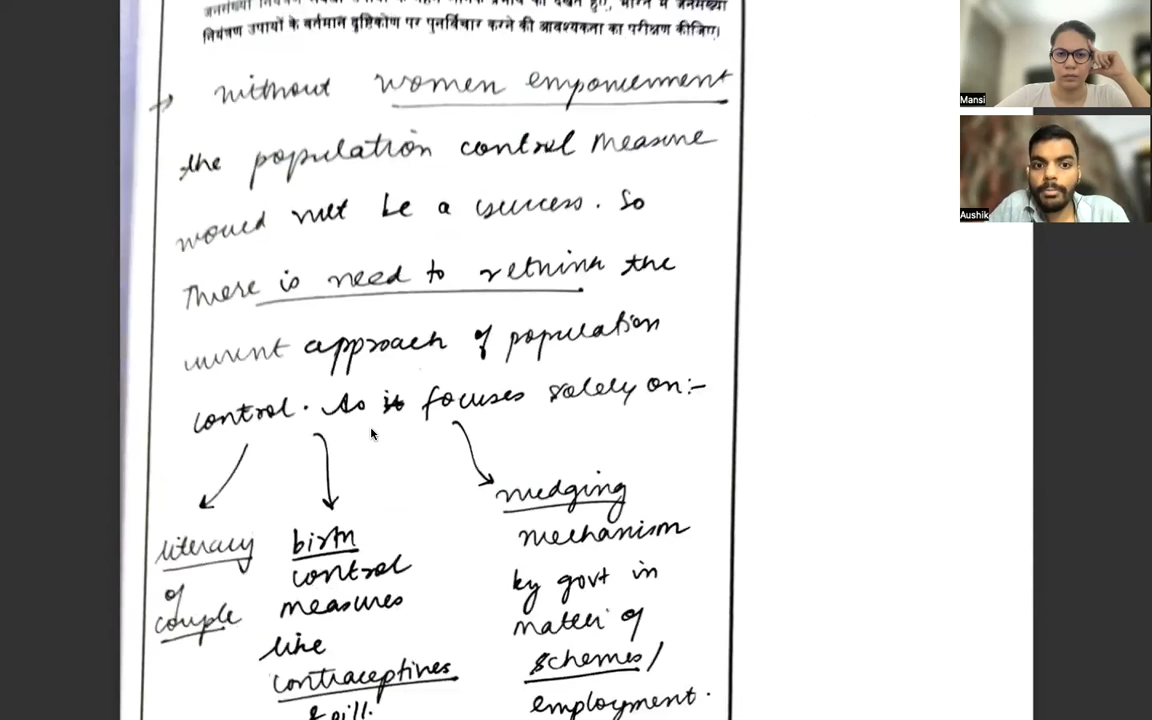 नियंत्रण उपायों के वर्तमान दृष्टिकोण पर पुनर्विचार करने की आवश्यकता का परीक्षण कीजिए।
→ without women empowerment
the population control measure
would not be a success. So
There is need to rethink the
current approach of population
control. As it focuses solely on:-
literacy of couple
birth control measures like contraceptives & pill.
nudging mechanism by govt in matter of schemes/ employment.
Mansi
Aushik